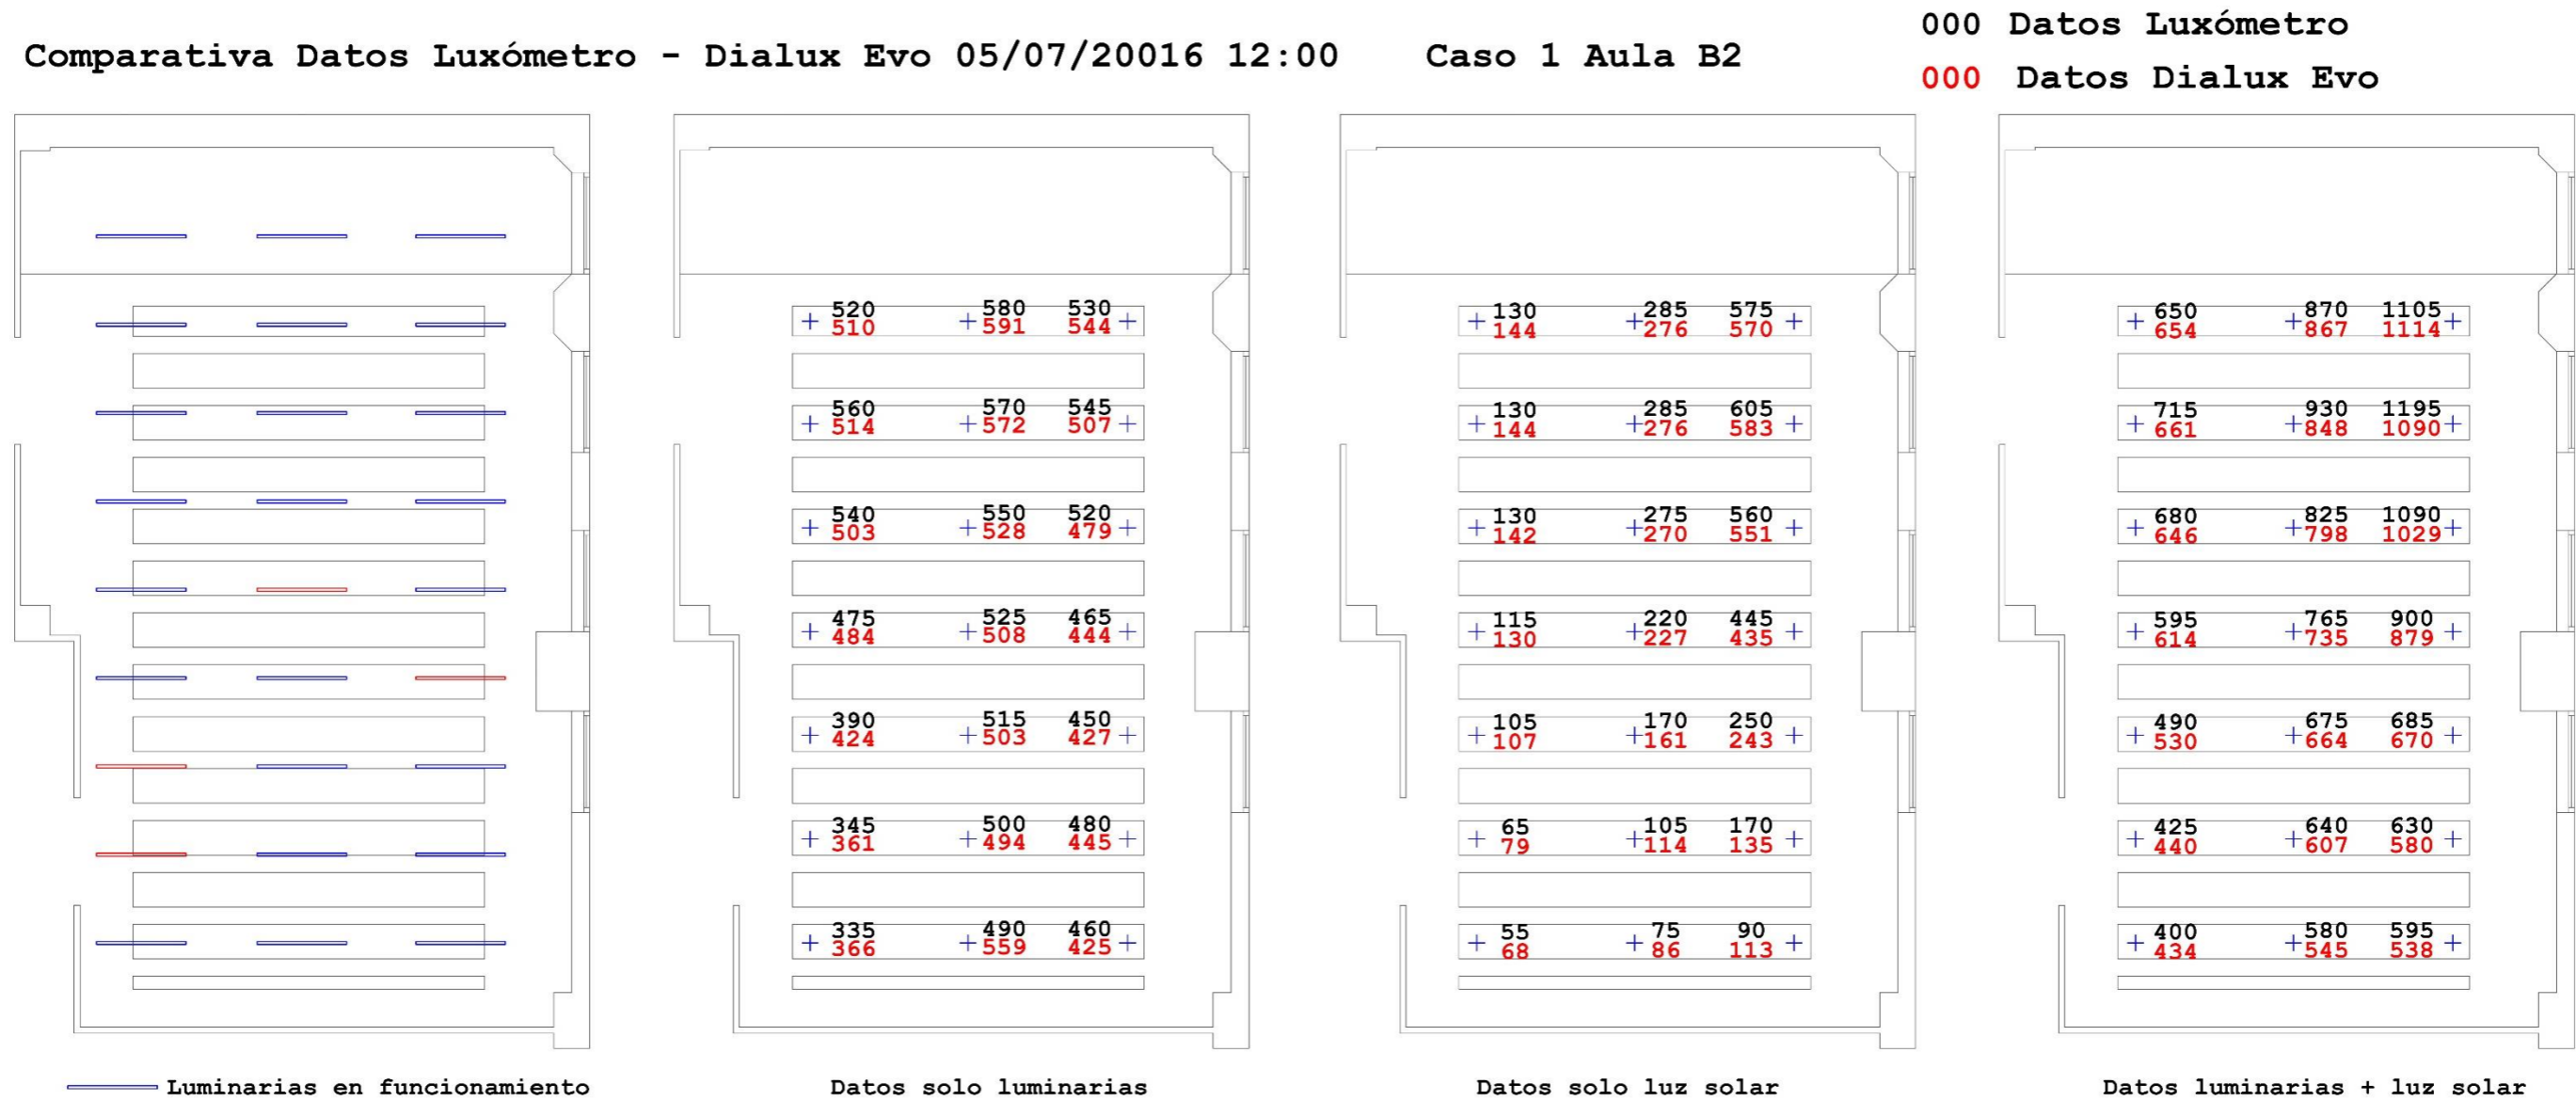 Comparativa Datos Luxómetro - Dialux Evo 05/07/20016 12:00 Caso 1 Aula B2
000 Datos Luxómetro
000 Datos Dialux Evo
520 580 530
510 591 544
560 570 545
514 572 507
540 550 520
503 528 479
475 525 465
484 508 444
390 515 450
424 503 427
345 500 480
361 494 445
335 490 460
366 559 425
130 285 575
144 276 570
130 285 605
144 276 583
130 275 560
142 270 551
115 220 445
130 227 435
105 170 250
107 161 243
65 105 170
79 114 135
55 75 90
68 86 113
650 870 1105
654 867 1114
715 930 1195
661 848 1090
680 825 1090
646 798 1029
595 765 900
614 735 879
490 675 685
530 664 670
425 640 630
440 607 580
400 580 595
434 545 538
Luminarias en funcionamiento
Datos solo luminarias
Datos solo luz solar
Datos luminarias + luz solar